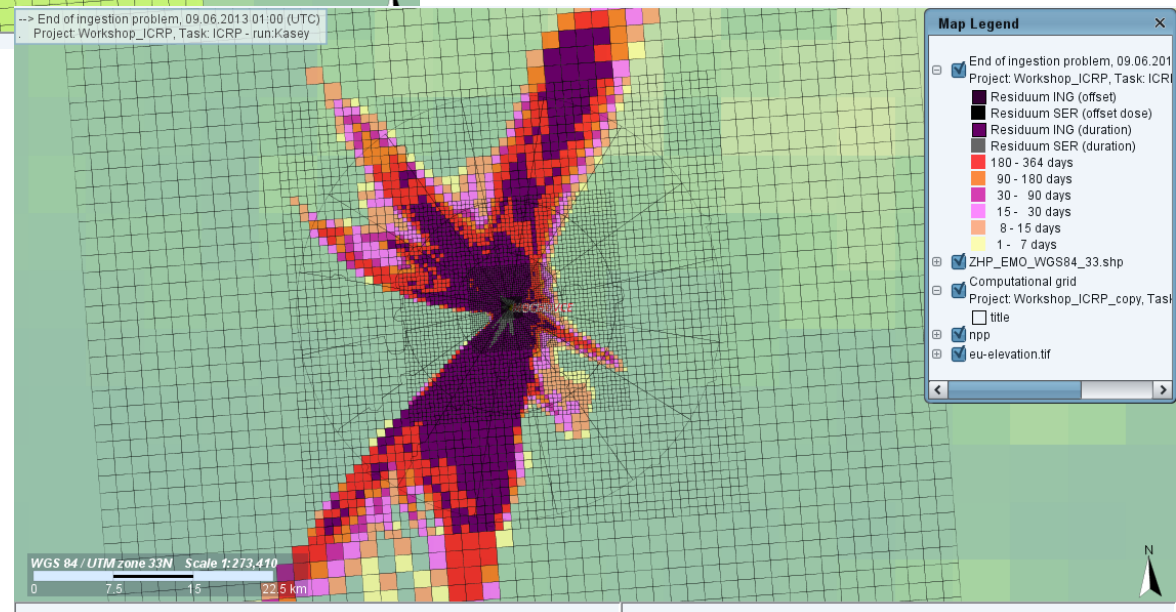 --> End of ingestion problem, 09.06.2013 01:00 (UTC)
. Project: Workshop_ICRP, Task: ICRP - run:Kasey
Map Legend
End of ingestion problem, 09.06.201
Project: Workshop_ICRP, Task: ICR
Residuum ING (offset)
Residuum SER (offset dose)
Residuum ING (duration)
Residuum SER (duration)
180 - 364 days
90 - 180 days
30 - 90 days
15 - 30 days
8 - 15 days
1 - 7 days
ZHP_EMO_WGS84_33.shp
Computational grid
Project: Workshop_ICRP_copy, Task
title
npp
eu-elevation.tif
WGS 84 / UTM zone 33N Scale 1:273,410
0 7.5 15 22.5 km
N